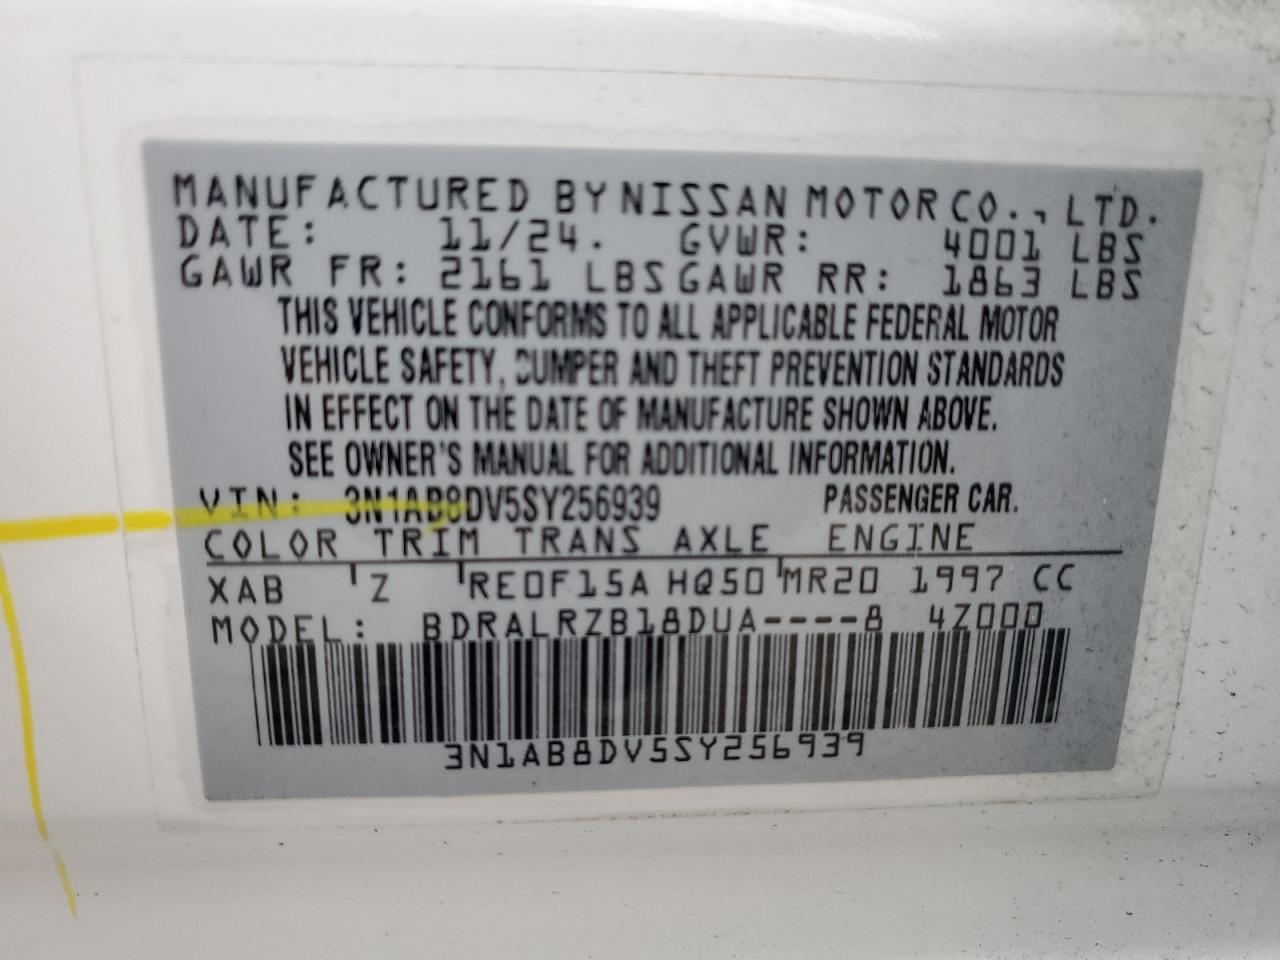 MANUFACTURED BY NISSAN MOTOR CO., LTD.
DATE: 11/24. GVWR: 4001 LBS
GAWR FR: 2161 LBS GAWR RR: 1863 LBS
THIS VEHICLE CONFORMS TO ALL APPLICABLE FEDERAL MOTOR
VEHICLE SAFETY, BUMPER AND THEFT PREVENTION STANDARDS
IN EFFECT ON THE DATE OF MANUFACTURE SHOWN ABOVE.
SEE OWNER'S MANUAL FOR ADDITIONAL INFORMATION.
VIN: 3N1AB8DV5SY256939 PASSENGER CAR.
COLOR TRIM TRANS AXLE ENGINE
XAB Z RE0F15A HQ50 MR20 1997 CC
MODEL: BDRALRZB18DUA----8 4Z000
3N1AB8DV5SY256939